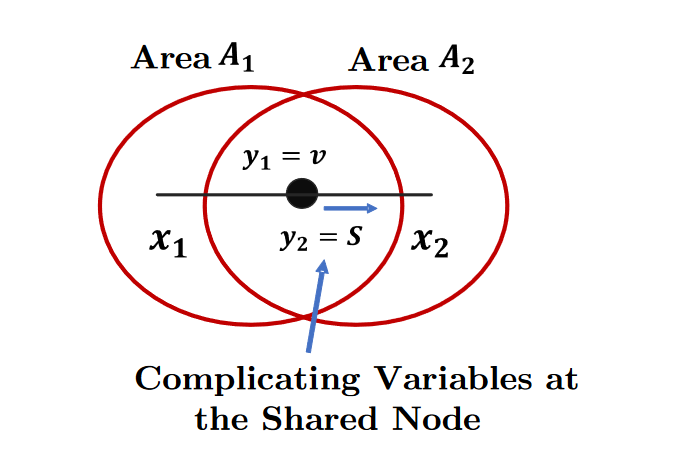 Area A₁
Area A₂
y₁ = v
x₁
y₂ = S
x₂
Complicating Variables at
the Shared Node